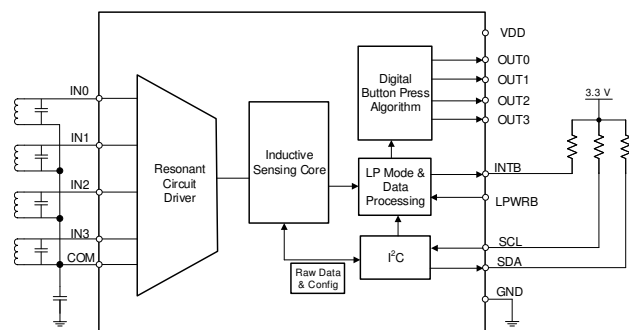 VDD
OUT0
OUT1
OUT2
OUT3
Digital
Button Press
Algorithm
3.3 V
IN0
IN1
IN2
IN3
COM
Resonant
Circuit
Driver
Inductive
Sensing Core
LP Mode &
Data
Processing
INTB
LPWRB
SCL
SDA
GND
I²C
Raw Data
& Config